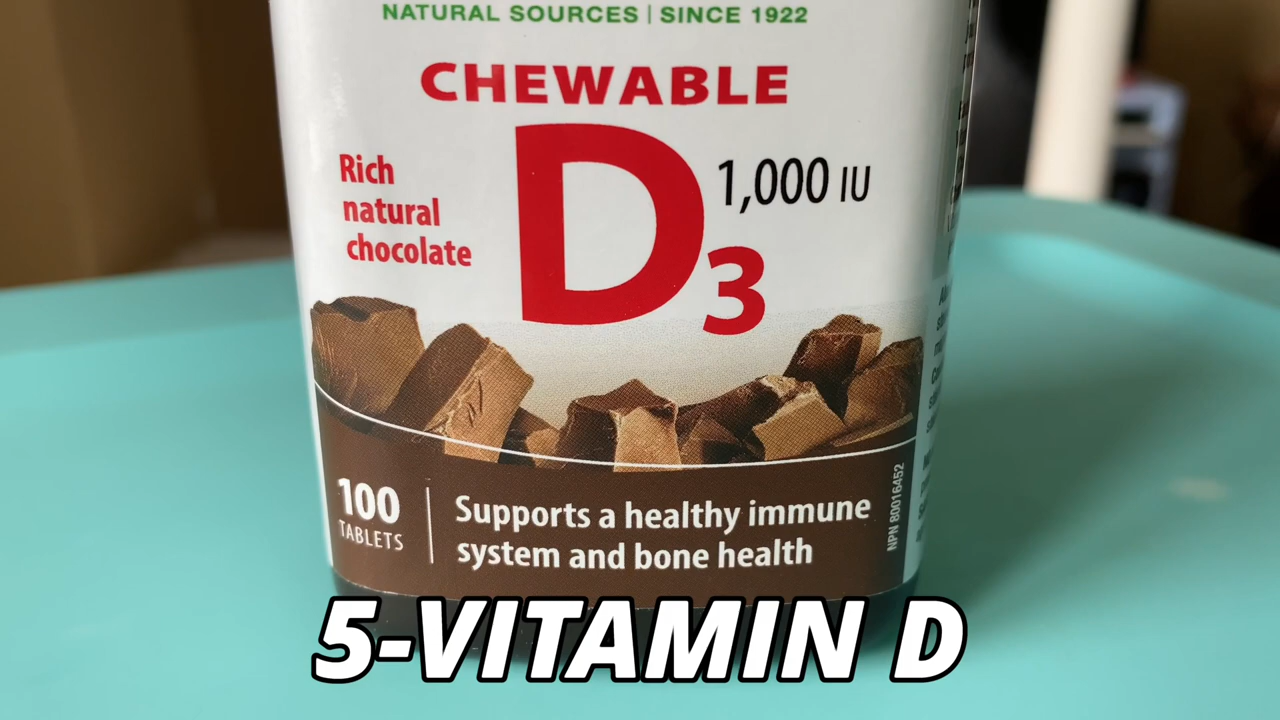 NATURAL SOURCES | SINCE 1922
CHEWABLE
D3
1,000 IU
Rich
natural
chocolate
100
TABLETS
Supports a healthy immune
system and bone health
NPN 80016452
5-VITAMIN D